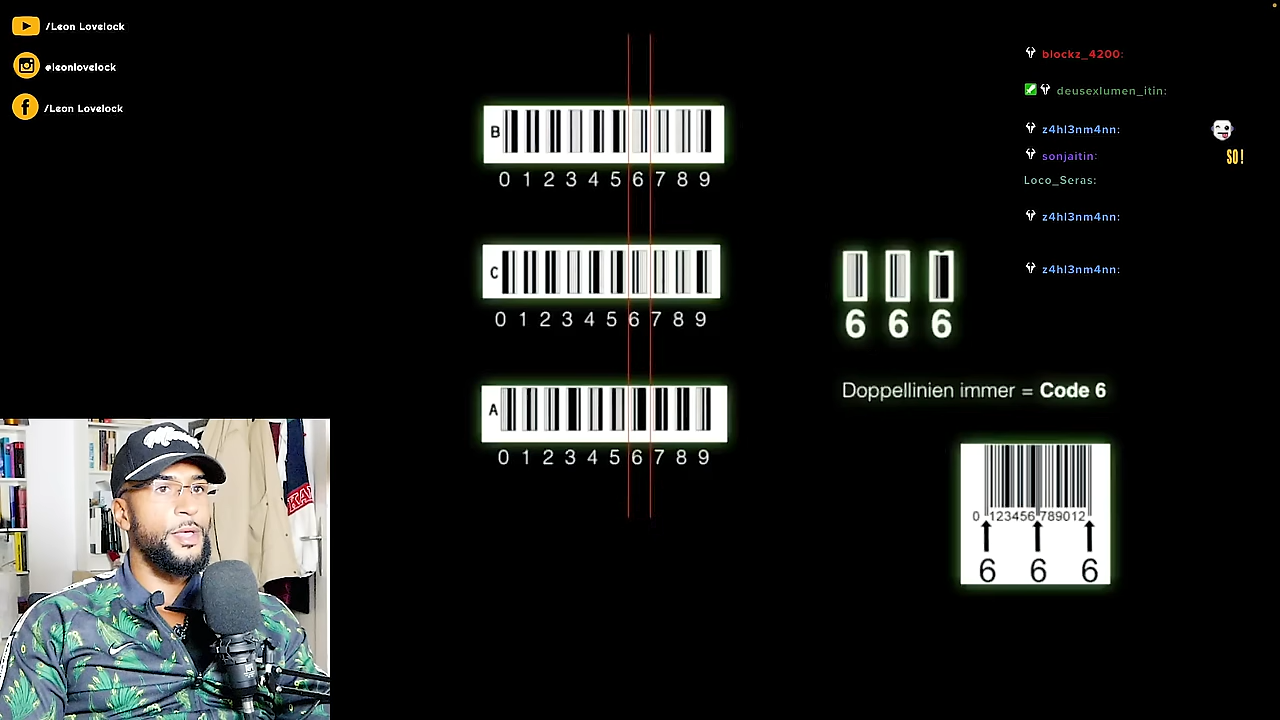 /Leon Lovelock
@leonlovelock
/Leon Lovelock
B
0 1 2 3 4 5 6 7 8 9
C
0 1 2 3 4 5 6 7 8 9
A
0 1 2 3 4 5 6 7 8 9
6 6 6
Doppellinien immer = Code 6
0 123456 789012
6 6 6
blockz_4200:
deusexlumen_itin:
z4hl3nm4nn:
sonjaitin:
SO!
Loco_Seras:
z4hl3nm4nn:
z4hl3nm4nn: